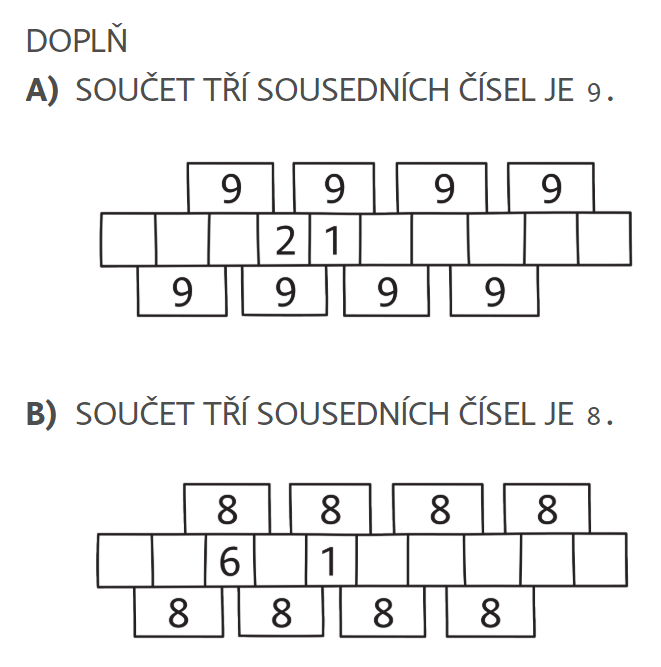 DOPLŇ
A) SOUČET TŘÍ SOUSEDNÍCH ČÍSEL JE 9.
9 9 9 9
2 1
9 9 9 9
B) SOUČET TŘÍ SOUSEDNÍCH ČÍSEL JE 8.
8 8 8 8
6 1
8 8 8 8